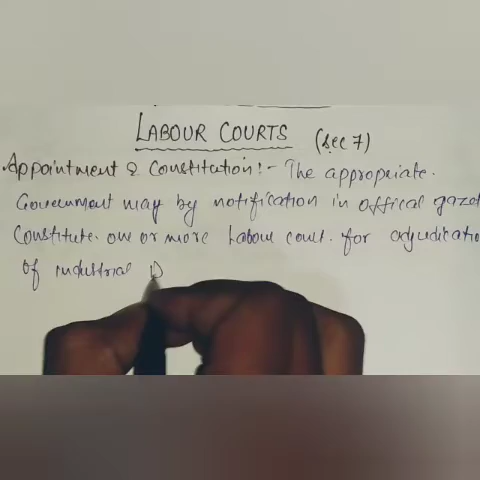 LABOUR COURTS (sec 7)
Appointment & Constitution:- The appropriate.
Government may by notification in offical gazet
Constitute. one or more Labour court. for adjudicatio
of industrial D